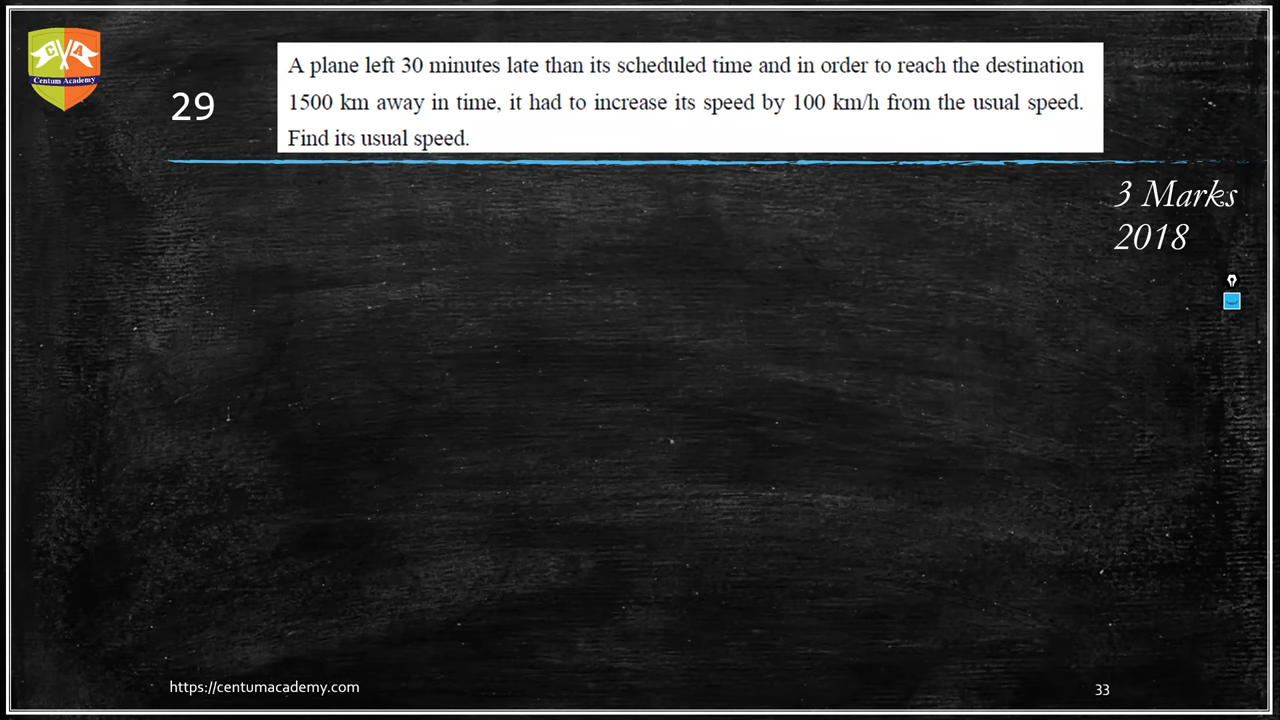 C A
Centum Academy
29
A plane left 30 minutes late than its scheduled time and in order to reach the destination
1500 km away in time, it had to increase its speed by 100 km/h from the usual speed.
Find its usual speed.
3 Marks
2018
https://centumacademy.com
33